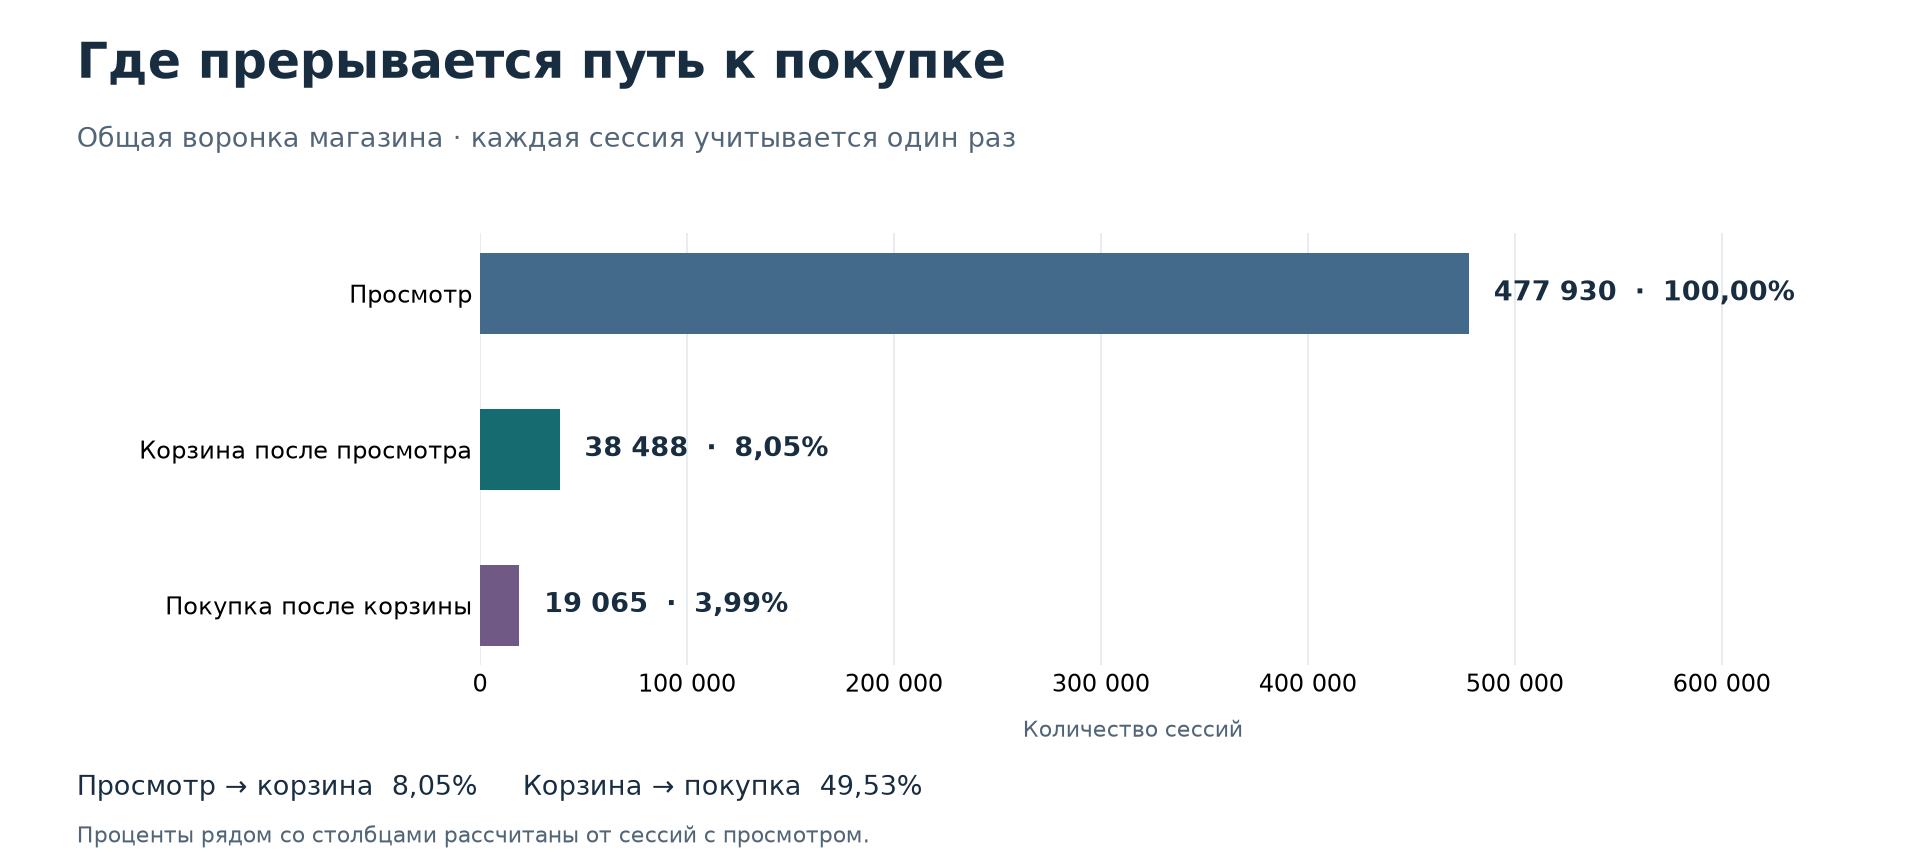 Где прерывается путь к покупке
Общая воронка магазина · каждая сессия учитывается один раз
Просмотр
477 930 · 100,00%
Корзина после просмотра
38 488 · 8,05%
Покупка после корзины
19 065 · 3,99%
0 100 000 200 000 300 000 400 000 500 000 600 000
Количество сессий
Просмотр → корзина 8,05% Корзина → покупка 49,53%
Проценты рядом со столбцами рассчитаны от сессий с просмотром.